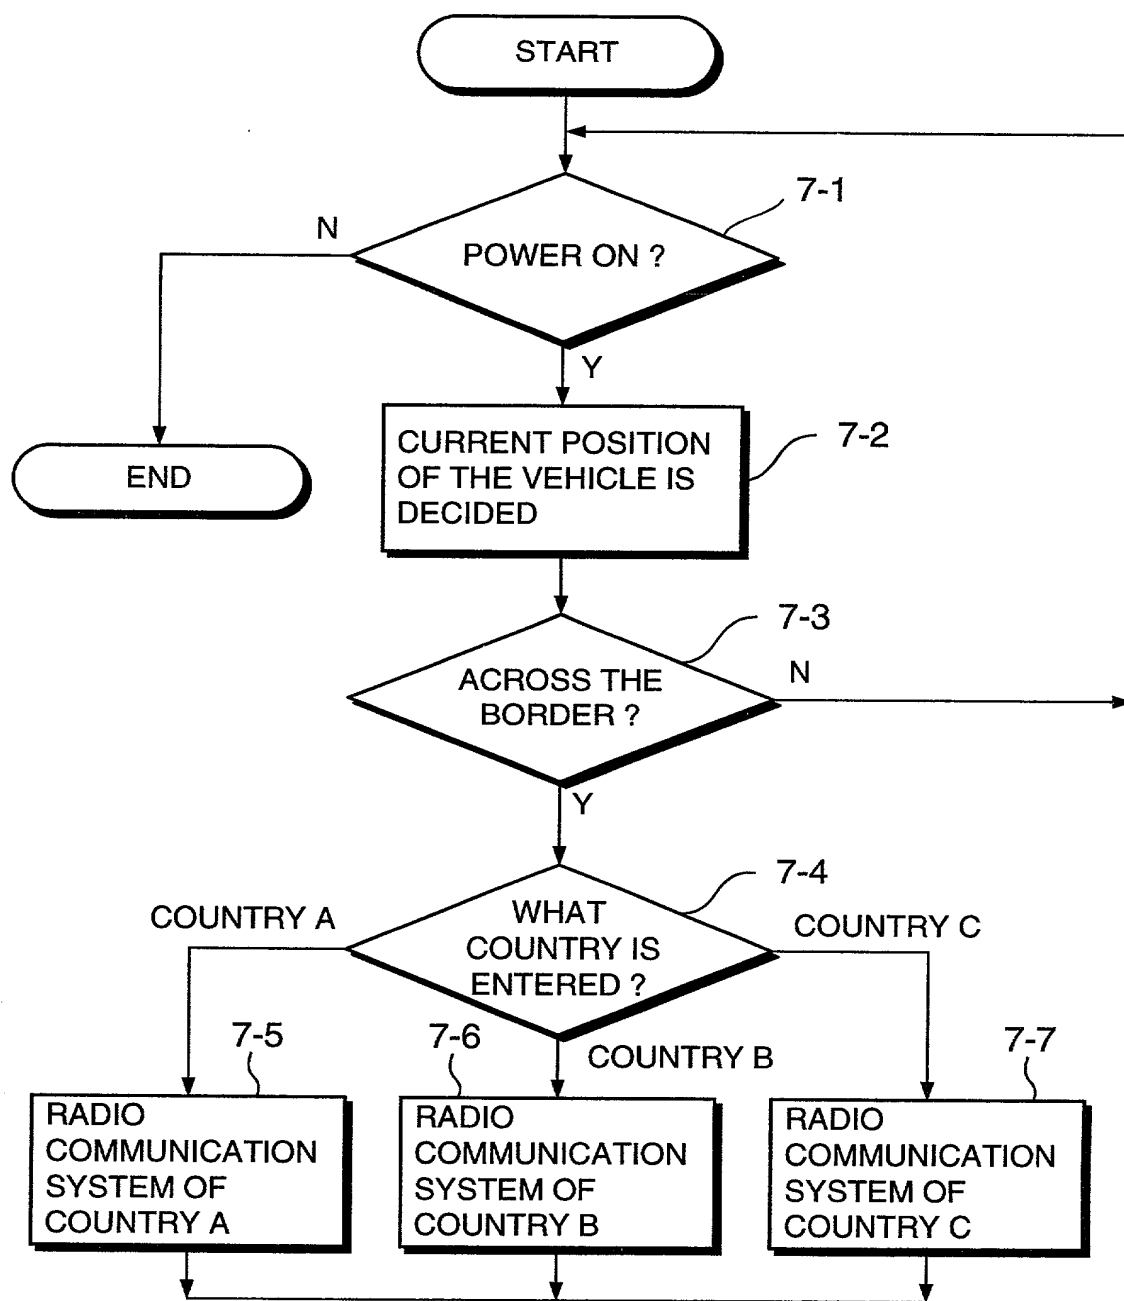 START
7-1
N
POWER ON ?
Y
CURRENT POSITION
OF THE VEHICLE IS
DECIDED
7-2
END
7-3
ACROSS THE
BORDER ?
N
Y
7-4
COUNTRY A
WHAT
COUNTRY IS
ENTERED ?
COUNTRY C
COUNTRY B
7-5
7-6
7-7
RADIO
COMMUNICATION
SYSTEM OF
COUNTRY A
RADIO
COMMUNICATION
SYSTEM OF
COUNTRY B
RADIO
COMMUNICATION
SYSTEM OF
COUNTRY C